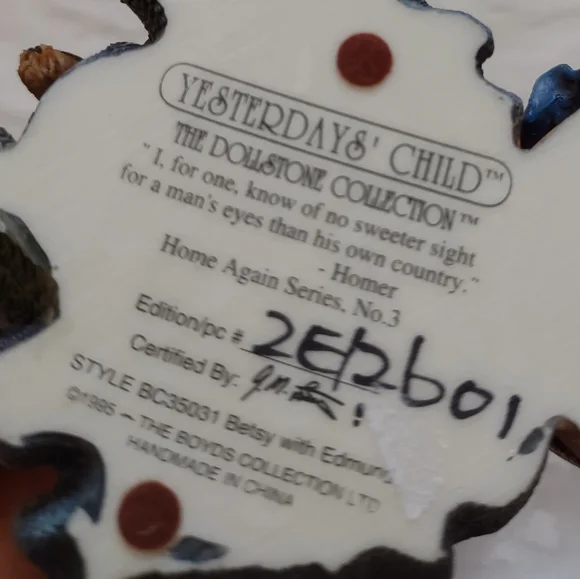 YESTERDAYS' CHILD™
THE DOLLSTONE COLLECTION™
"I, for one, know of no sweeter sight
for a man's eyes than his own country."
- Homer
Home Again Series, No.3
Edition/pc # 2E/2601
Certified By:
STYLE BC35031 Betsy with Edmund
©1995 - THE BOYDS COLLECTION LTD
HANDMADE IN CHINA